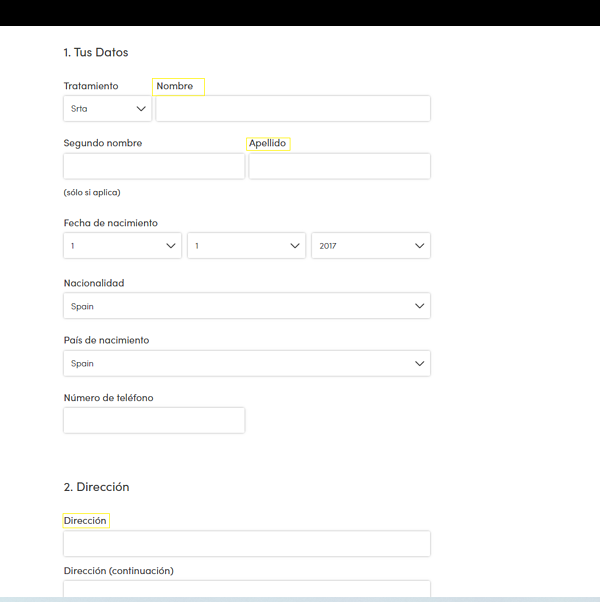 1. Tus Datos
Tratamiento Nombre
Srta
Segundo nombre Apellido
(sólo si aplica)
Fecha de nacimiento
1 1 2017
Nacionalidad
Spain
País de nacimiento
Spain
Número de teléfono
2. Dirección
Dirección
Dirección (continuación)